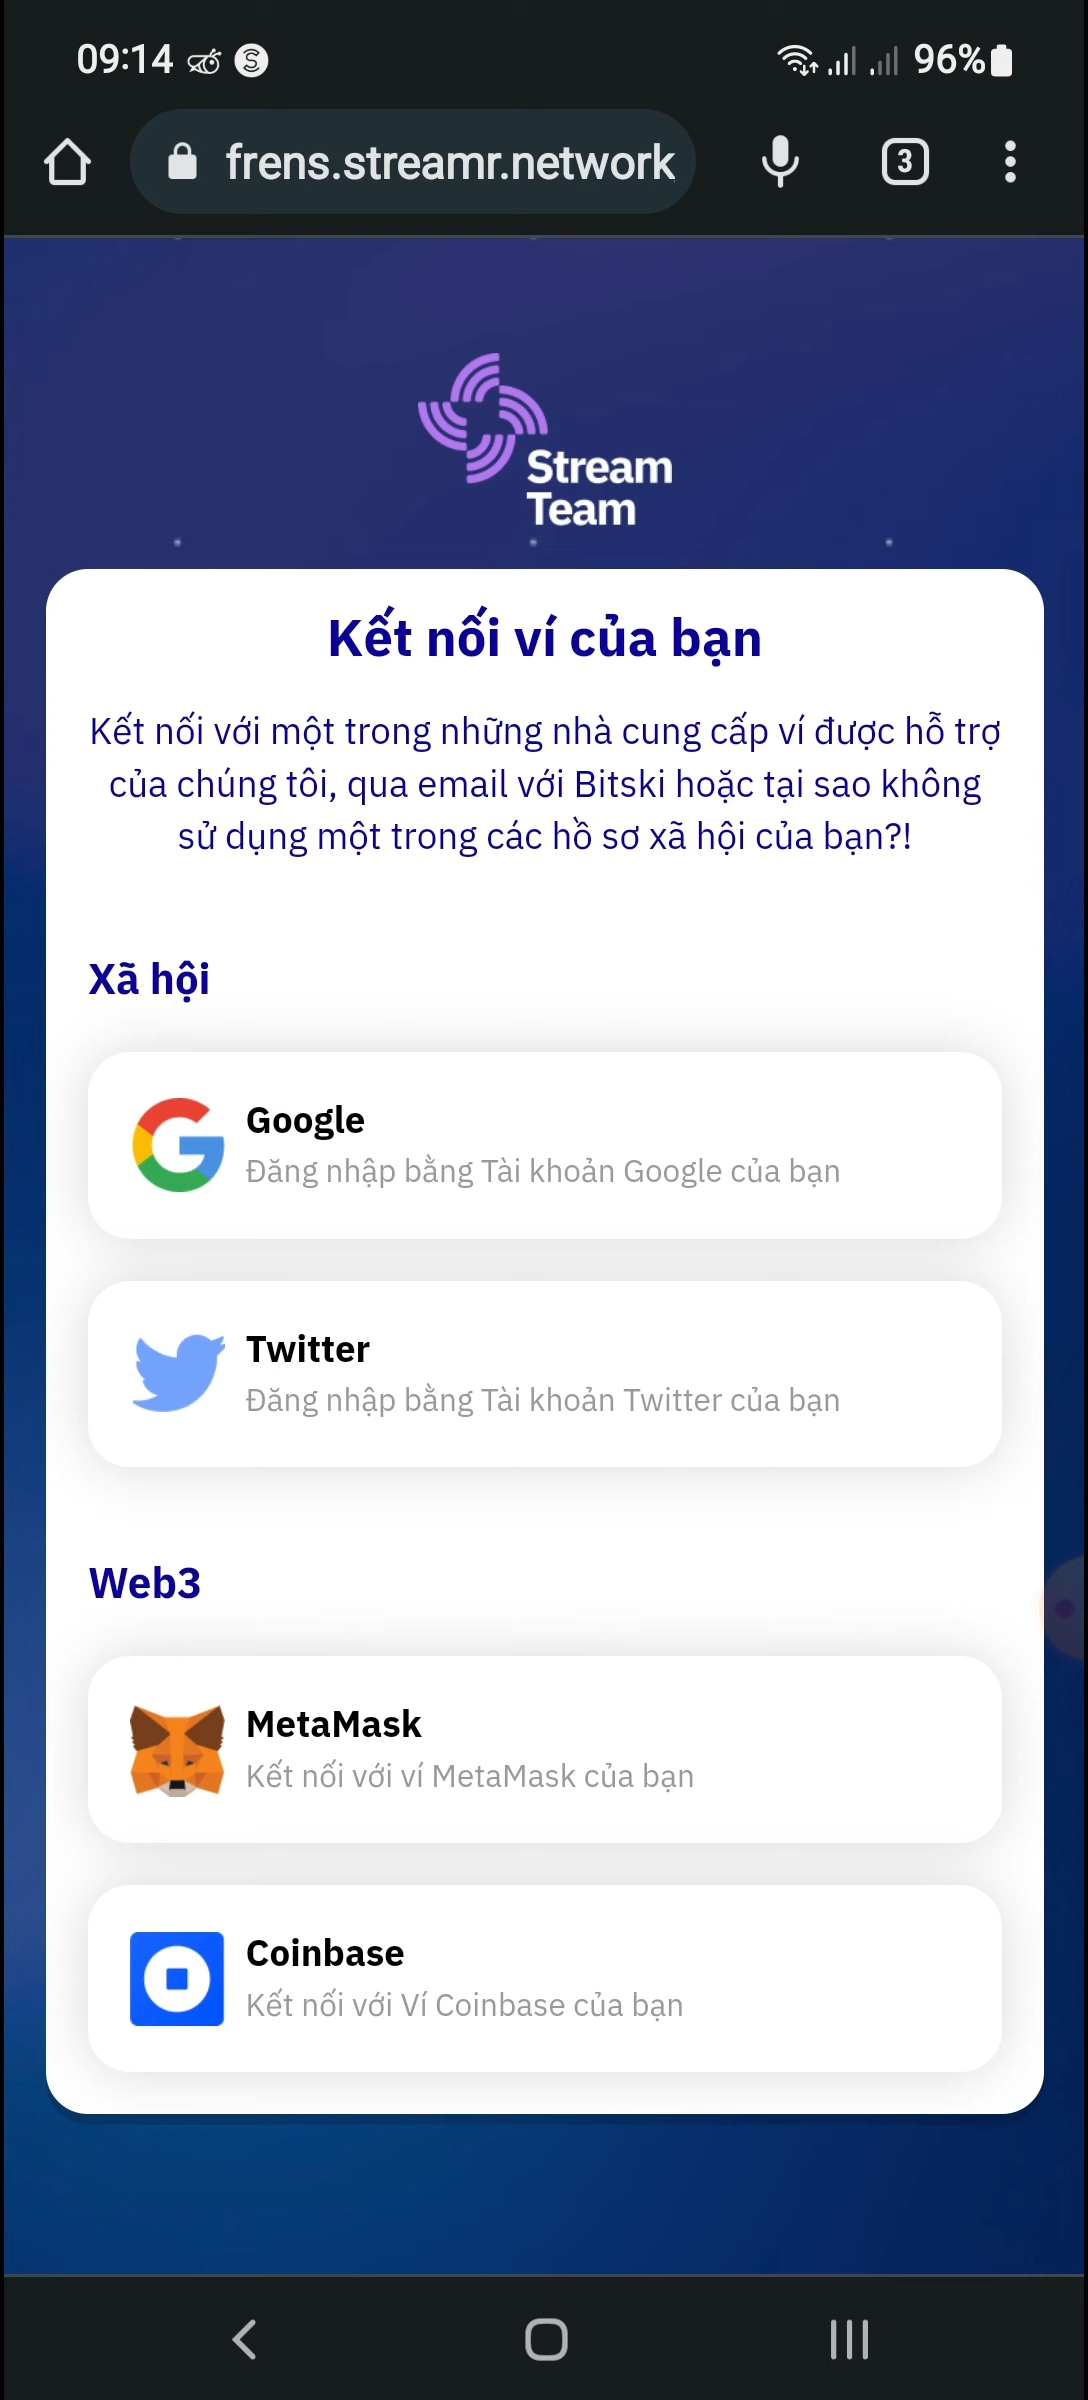 09:14
96%
frens.streamr.network
3
Stream
Team
Kết nối ví của bạn
Kết nối với một trong những nhà cung cấp ví được hỗ trợ
của chúng tôi, qua email với Bitski hoặc tại sao không
sử dụng một trong các hồ sơ xã hội của bạn?!
Xã hội
Google
Đăng nhập bằng Tài khoản Google của bạn
Twitter
Đăng nhập bằng Tài khoản Twitter của bạn
Web3
MetaMask
Kết nối với ví MetaMask của bạn
Coinbase
Kết nối với Ví Coinbase của bạn